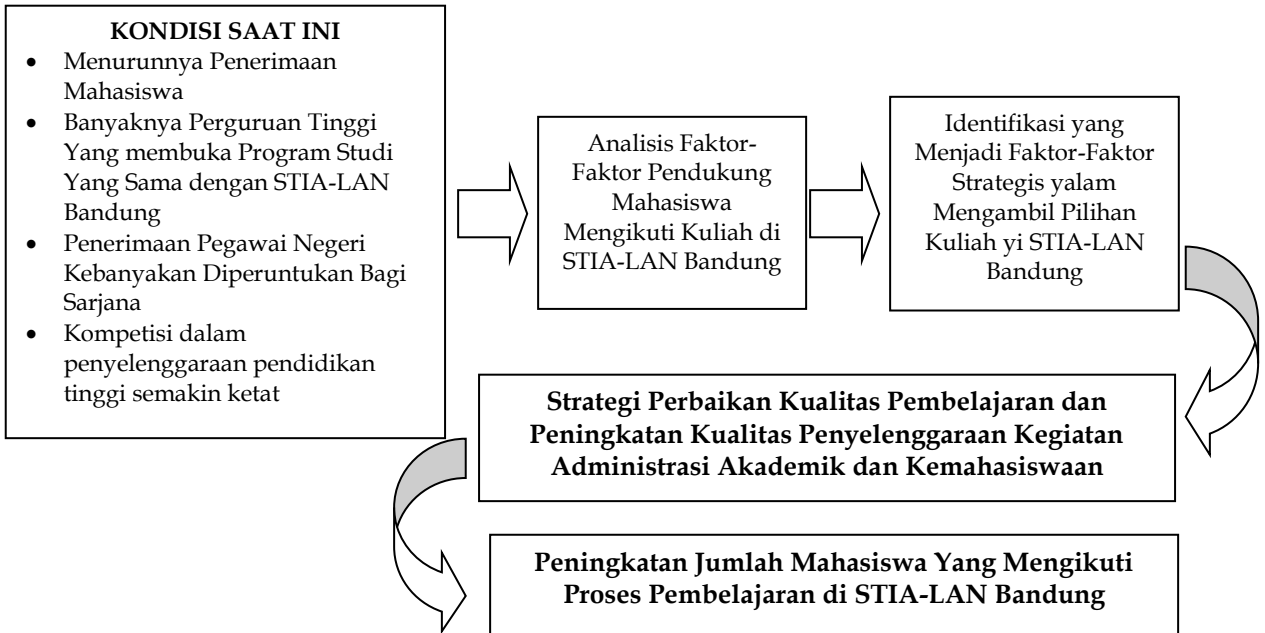 KONDISI SAAT INI
• Menurunnya Penerimaan
Mahasiswa
• Banyaknya Perguruan Tinggi
Yang membuka Program Studi
Yang Sama dengan STIA-LAN
Bandung
• Penerimaan Pegawai Negeri
Kebanyakan Diperuntukan Bagi
Sarjana
• Kompetisi dalam
penyelenggaraan pendidikan
tinggi semakin ketat
Analisis Faktor-
Faktor Pendukung
Mahasiswa
Mengikuti Kuliah di
STIA-LAN Bandung
Identifikasi yang
Menjadi Faktor-Faktor
Strategis yalam
Mengambil Pilihan
Kuliah yi STIA-LAN
Bandung
Strategi Perbaikan Kualitas Pembelajaran dan
Peningkatan Kualitas Penyelenggaraan Kegiatan
Administrasi Akademik dan Kemahasiswaan
Peningkatan Jumlah Mahasiswa Yang Mengikuti
Proses Pembelajaran di STIA-LAN Bandung